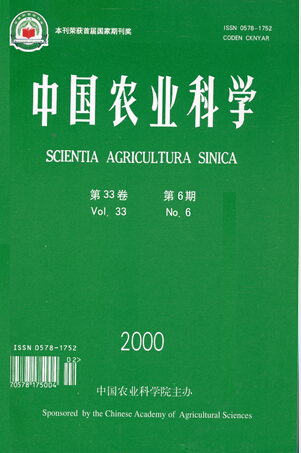 本刊荣获首届国家期刊奖
ISSN 0578-1752
CODEN CKNYAR
中国农业科学
SCIENTIA AGRICULTURA SINICA
第33卷 第6期
Vol. 33 No. 6
ISSN 0578-1752
02>
770578175004
2000
中国农业科学院主办
Sponsored by the Chinese Academy of Agricultural Sciences